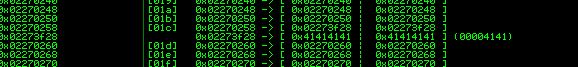 0x02270240 [019] 0x02270240 -> [ 0x02270240 ¦ 0x02270240 ]
0x02270248 [01a] 0x02270248 -> [ 0x02270248 ¦ 0x02270248 ]
0x02270250 [01b] 0x02270250 -> [ 0x02270250 ¦ 0x02270250 ]
0x02270258 [01c] 0x02270258 -> [ 0x02273f28 ¦ 0x02273f28 ]
0x02273f28 0x02273f28 -> [ 0x41414141 ¦ 0x41414141 ] (00004141)
0x02270260 [01d] 0x02270260 -> [ 0x02270260 ¦ 0x02270260 ]
0x02270268 [01e] 0x02270268 -> [ 0x02270268 ¦ 0x02270268 ]
0x02270270 [01f] 0x02270270 -> [ 0x02270270 ¦ 0x02270270 ]